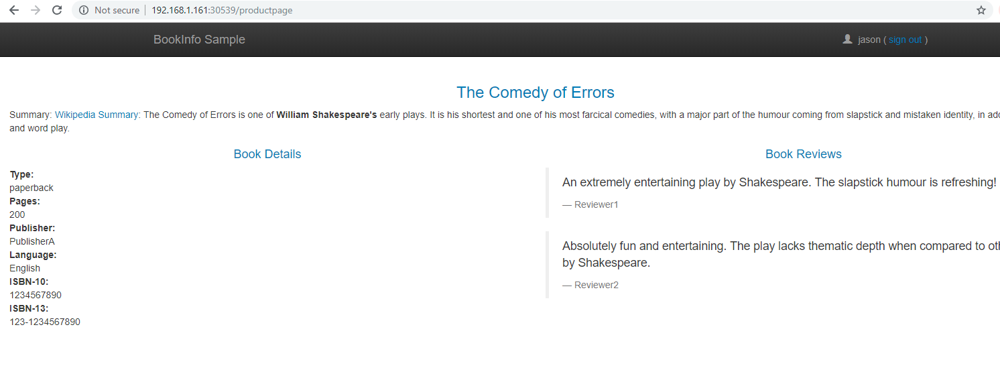 Not secure | 192.168.1.161:30539/productpage
BookInfo Sample
jason ( sign out )
The Comedy of Errors
Summary: Wikipedia Summary: The Comedy of Errors is one of William Shakespeare's early plays. It is his shortest and one of his most farcical comedies, with a major part of the humour coming from slapstick and mistaken identity, in
and word play.
Book Details
Type:
paperback
Pages:
200
Publisher:
PublisherA
Language:
English
ISBN-10:
1234567890
ISBN-13:
123-1234567890
Book Reviews
An extremely entertaining play by Shakespeare. The slapstick humour is refreshing!
— Reviewer1
Absolutely fun and entertaining. The play lacks thematic depth when compared to
by Shakespeare.
— Reviewer2